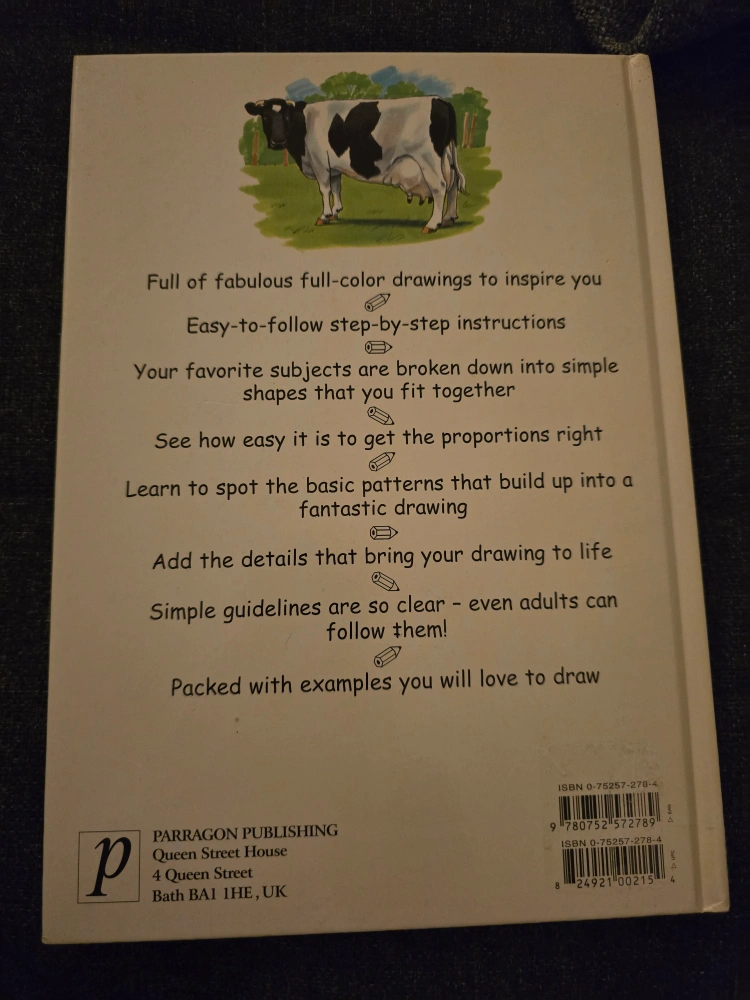 Full of fabulous full-color drawings to inspire you
Easy-to-follow step-by-step instructions
Your favorite subjects are broken down into simple
shapes that you fit together
See how easy it is to get the proportions right
Learn to spot the basic patterns that build up into a
fantastic drawing
Add the details that bring your drawing to life
Simple guidelines are so clear – even adults can
follow ‡hem!
Packed with examples you will love to draw
p
PARRAGON PUBLISHING
Queen Street House
4 Queen Street
Bath BA1 1HE, UK
ISBN 0-75257-278-4
9 780752 572789
ISBN 0-75257-278-4
8 24921 00215 4